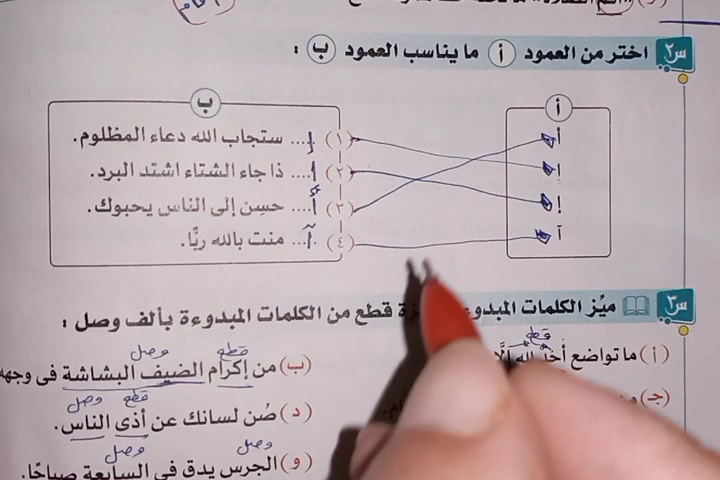 س٢ اختر من العمود أ ما يناسب العمود ب :
أ
أ
إ
إ
آ
ب
(١) ا.... ستجاب الله دعاء المظلوم.
(٢) إ.... ذا جاء الشتاء اشتد البرد.
(٣) أ.... حسن إلى الناس يحبوك.
(٤) آ.... منت بالله ربًّا.
س٣ ميّز الكلمات المبدوءة قطع من الكلمات المبدوءة بألف وصل :
قطع
(أ) ما تواضع أحد لله
وصل قطع
(ب) من إكرام الضيف البشاشة فى وجهه
(جـ)
وصل قطع
(د) صُن لسانك عن أذى الناس.
وصل وصل
(و) الجرس يدق فى السابعة صباحًا.